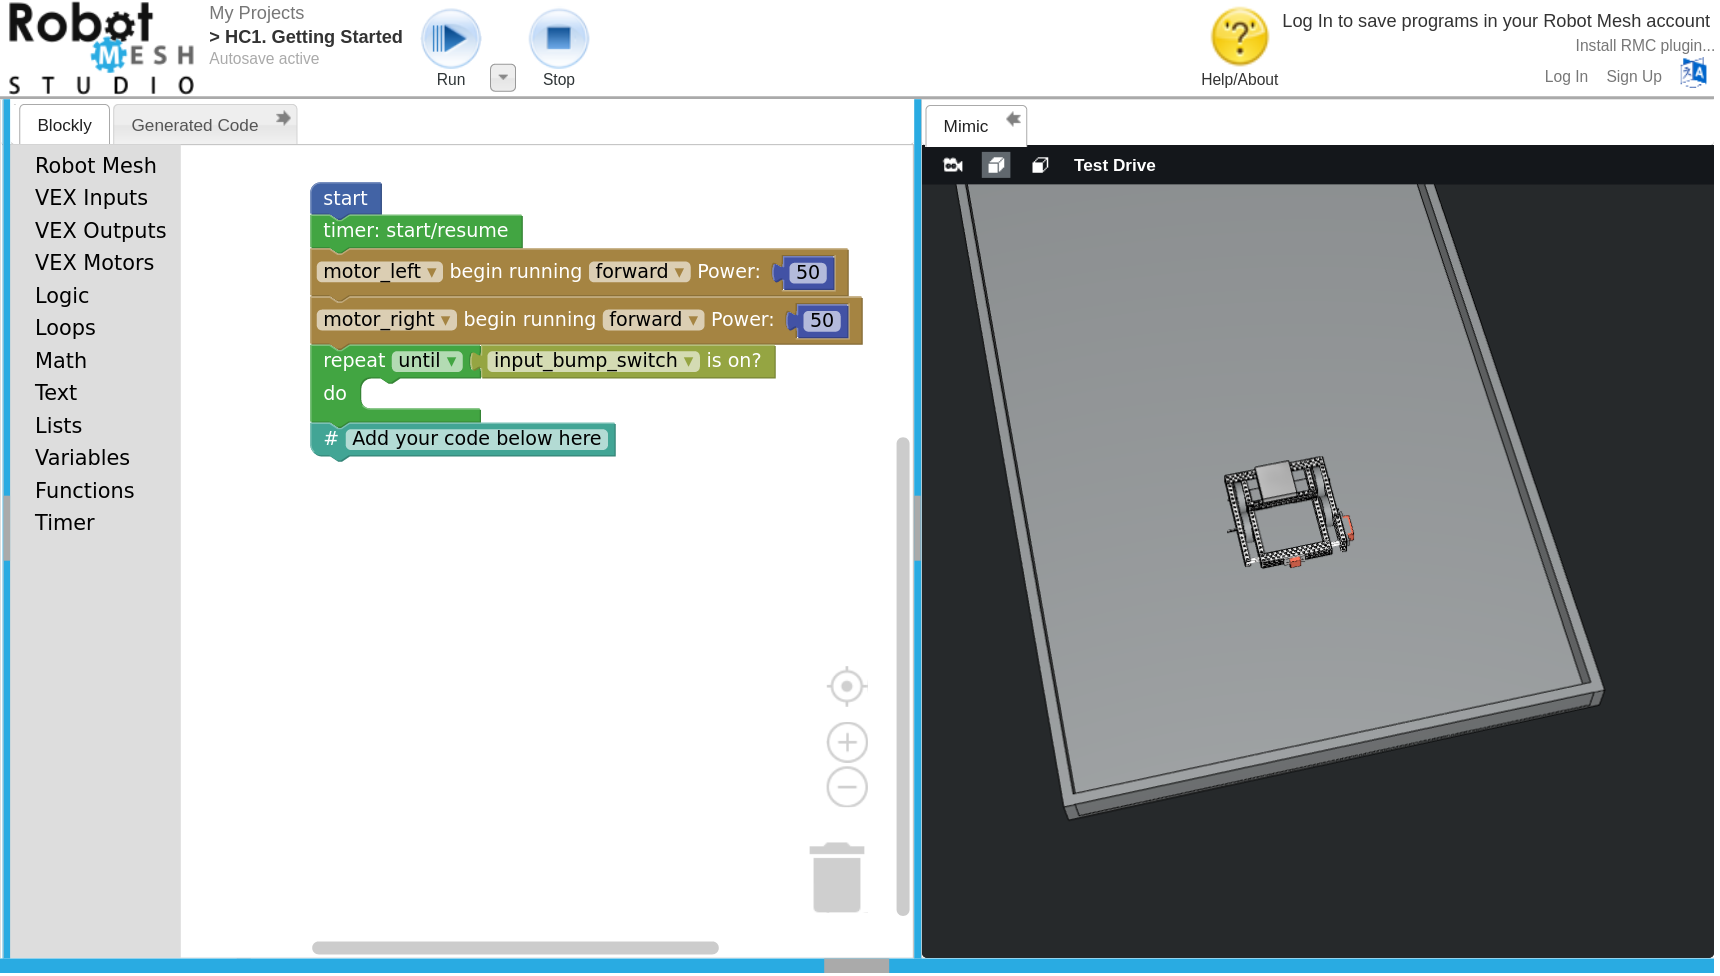 Robot
MESH
STUDIO
My Projects
> HC1. Getting Started
Autosave active
Run
Stop
?
Help/About
Log In to save programs in your Robot Mesh account
Install RMC plugin...
Log In Sign Up
A
Blockly
Generated Code
Mimic
Test Drive
Robot Mesh
VEX Inputs
VEX Outputs
VEX Motors
Logic
Loops
Math
Text
Lists
Variables
Functions
Timer
start
timer: start/resume
motor_left ▾ begin running forward ▾ Power: 50
motor_right ▾ begin running forward ▾ Power: 50
repeat until ▾ input_bump_switch ▾ is on?
do
# Add your code below here